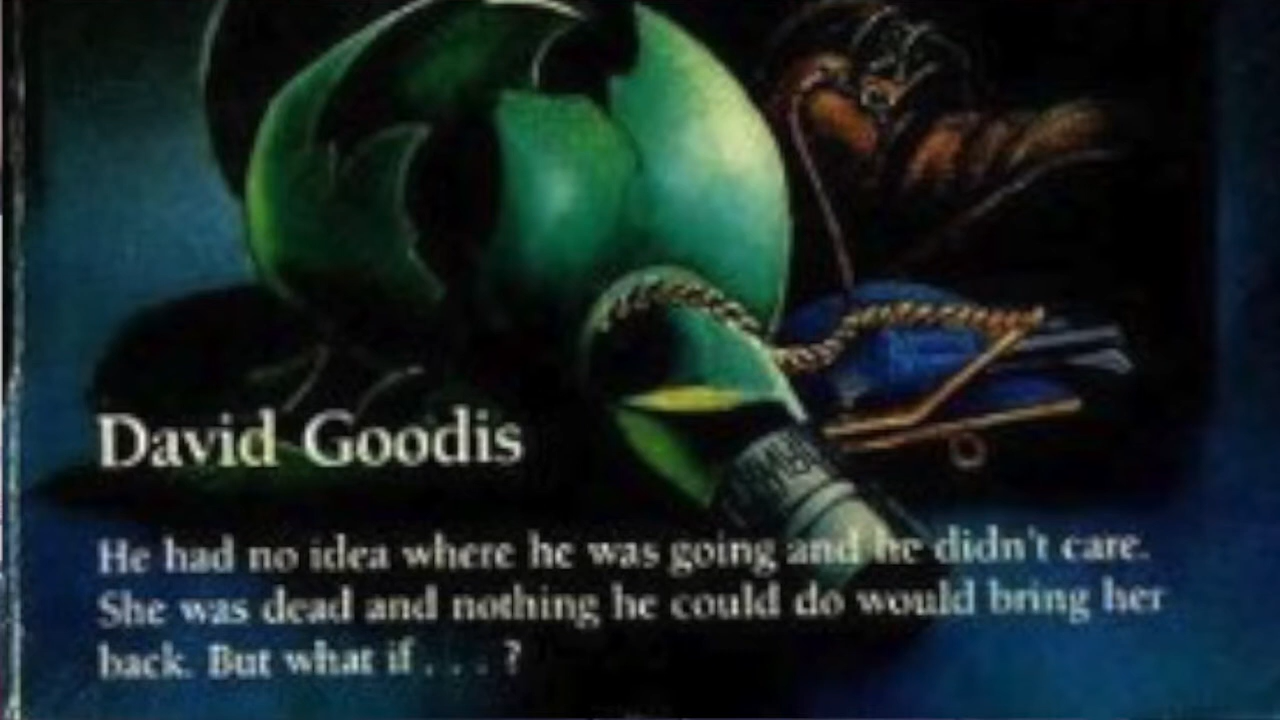 David Goodis
He had no idea where he was going and he didn't care.
She was dead and nothing he could do would bring her
back. But what if . . . ?